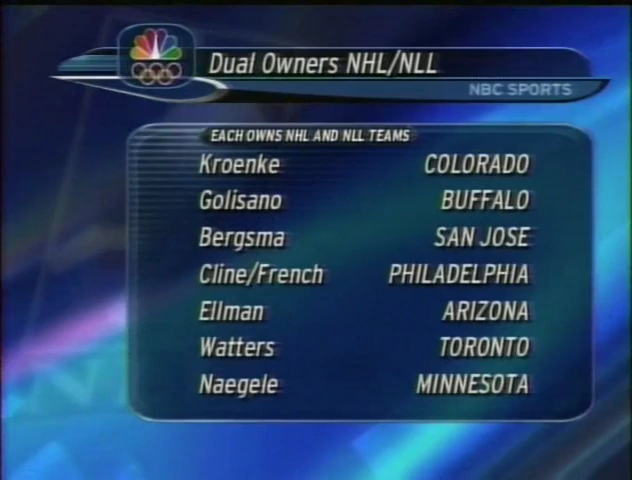 Dual Owners NHL/NLL
NBC SPORTS
EACH OWNS NHL AND NLL TEAMS
Kroenke COLORADO
Golisano BUFFALO
Bergsma SAN JOSE
Cline/French PHILADELPHIA
Ellman ARIZONA
Watters TORONTO
Naegele MINNESOTA